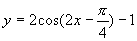 y = 2cos(2x − π/4) − 1